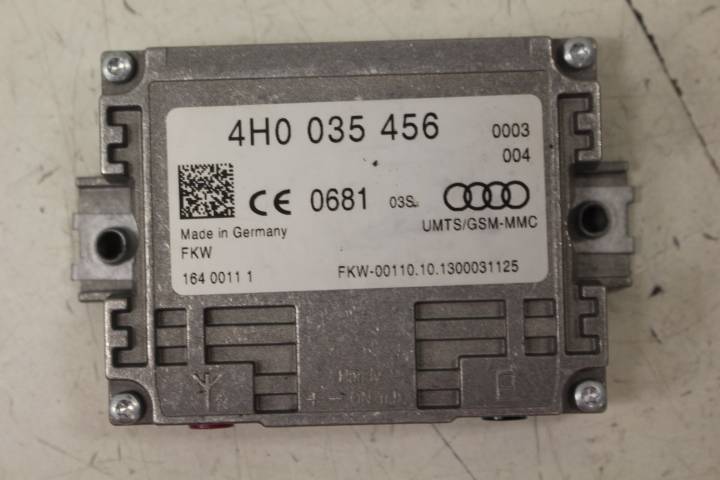 4H0 035 456 0003
004
CE 0681 03S
UMTS/GSM-MMC
Made in Germany
FKW
164 0011 1 FKW-00110.10.1300031125